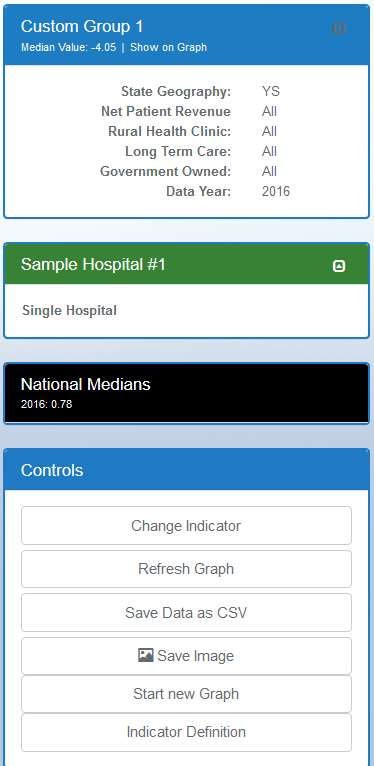 Custom Group 1
Median Value: -4.05 | Show on Graph
State Geography: YS
Net Patient Revenue All
Rural Health Clinic: All
Long Term Care: All
Government Owned: All
Data Year: 2016
Sample Hospital #1
Single Hospital
National Medians
2016: 0.78
Controls
Change Indicator
Refresh Graph
Save Data as CSV
Save Image
Start new Graph
Indicator Definition